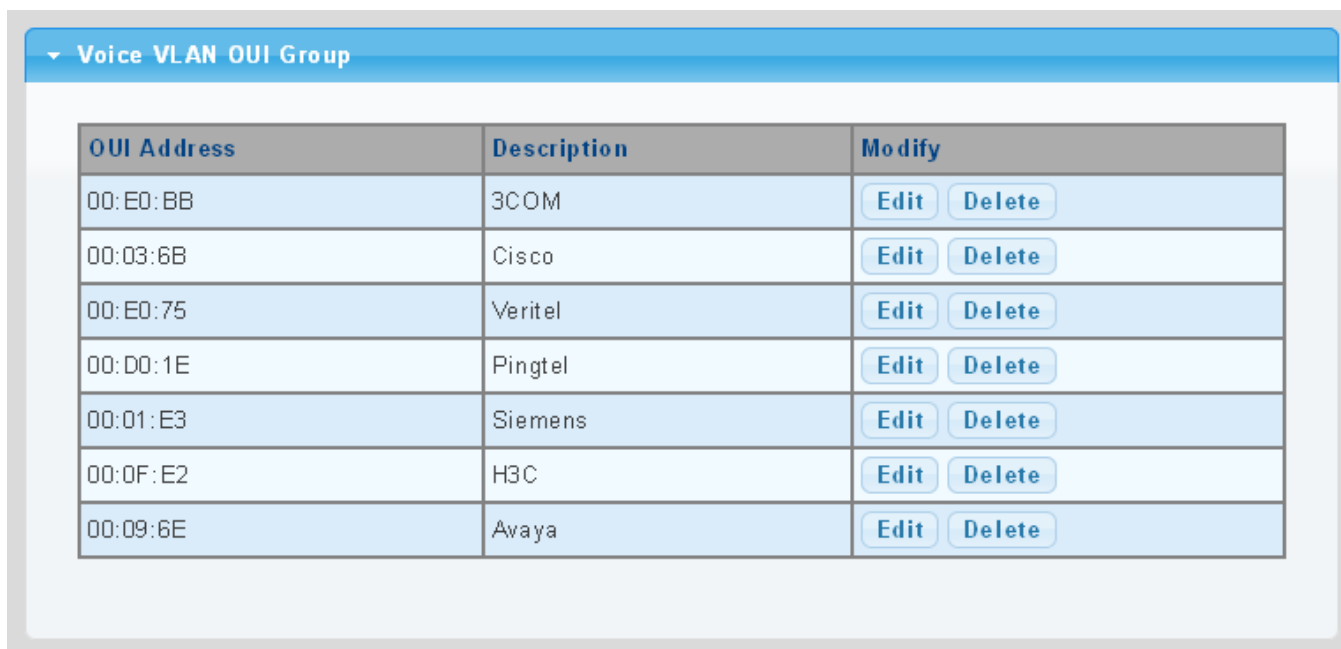 Voice VLAN OUI Group
OUI Address Description Modify
00:E0:BB 3COM Edit Delete
00:03:6B Cisco Edit Delete
00:E0:75 Veritel Edit Delete
00:D0:1E Pingtel Edit Delete
00:01:E3 Siemens Edit Delete
00:0F:E2 H3C Edit Delete
00:09:6E Avaya Edit Delete